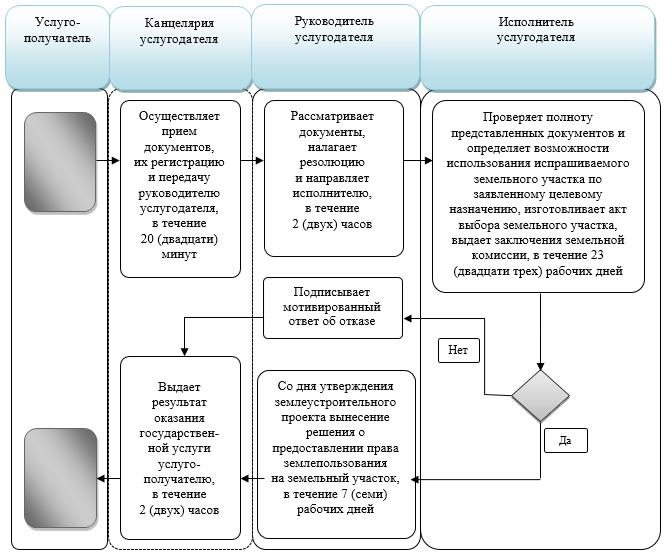 Услуго-
получатель
Канцелярия
услугодателя
Руководитель
услугодателя
Исполнитель
услугодателя
Осуществляет
прием
документов,
их регистрацию
и передачу
руководителю
услугодателя,
в течение
20 (двадцати)
минут
Рассматривает
документы,
налагает
резолюцию
и направляет
исполнителю,
в течение
2 (двух) часов
Проверяет полноту
представленных документов и
определяет возможности
использования испрашиваемого
земельного участка по
заявленному целевому
назначению, изготовливает акт
выбора земельного участка,
выдает заключения земельной
комиссии, в течение 23
(двадцати трех) рабочих дней
Подписывает
мотивированный
ответ об отказе
Нет
Да
Выдает
результат
оказания
государствен-
ной услуги
услуго-
получателю,
в течение
2 (двух) часов
Со дня утверждения
землеустроительного
проекта вынесение
решения о
предоставлении права
землепользования
на земельный участок,
в течение 7 (семи)
рабочих дней